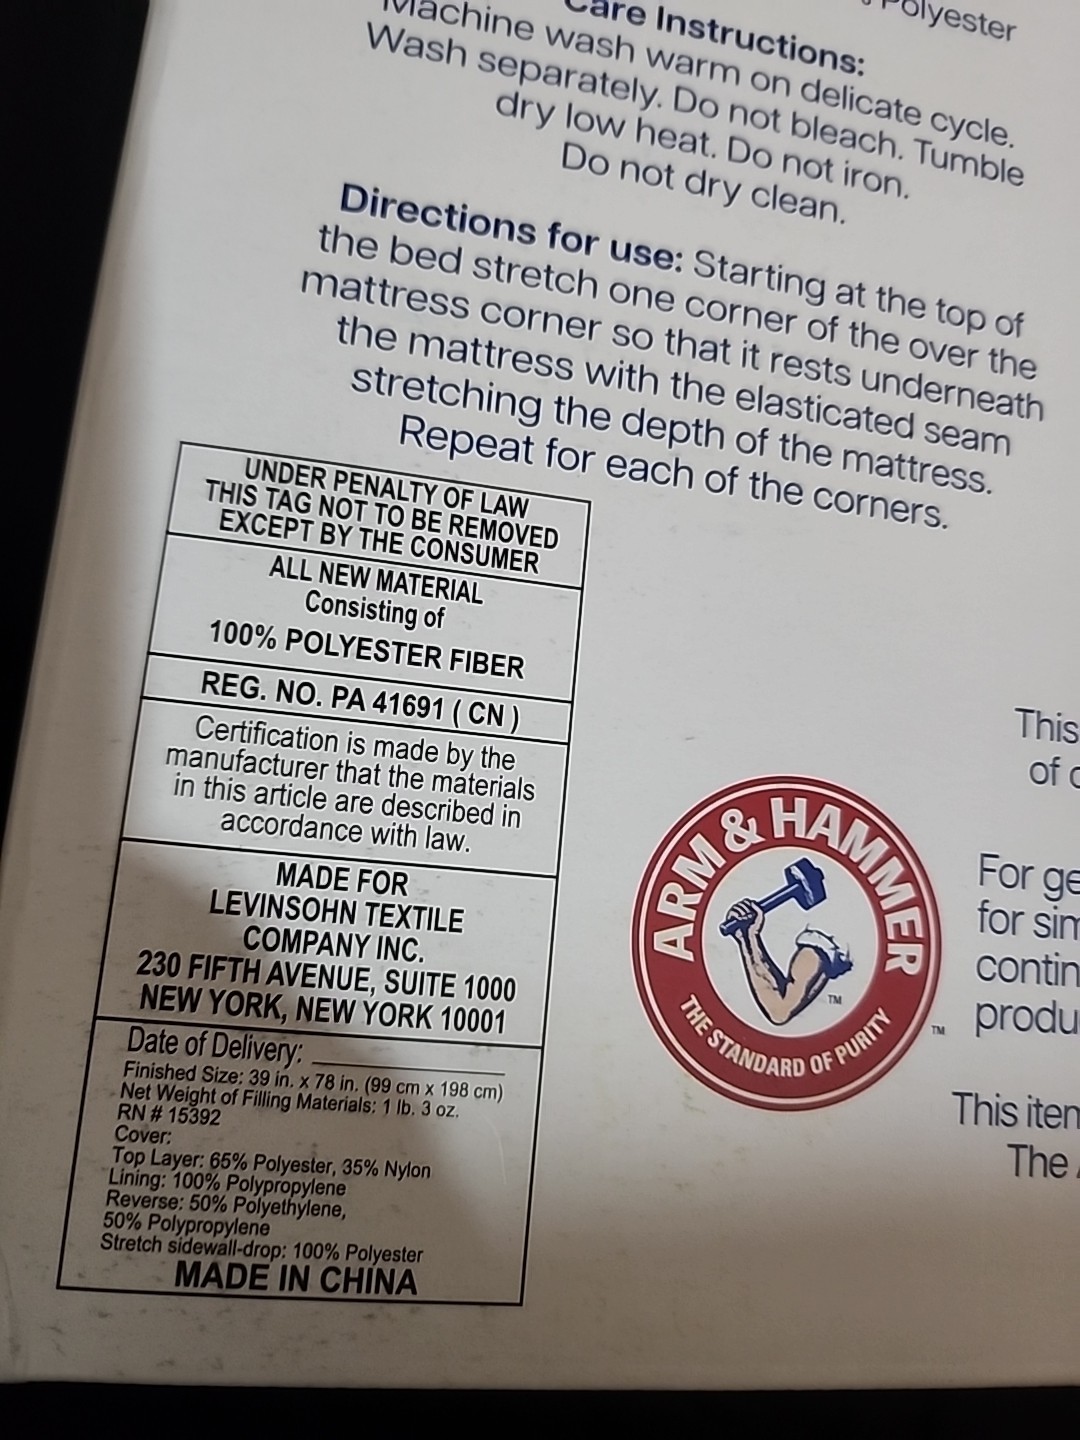 Polyester
Care Instructions:
Machine wash warm on delicate cycle.
Wash separately. Do not bleach. Tumble
dry low heat. Do not iron.
Do not dry clean.
Directions for use: Starting at the top of
the bed stretch one corner of the over the
mattress corner so that it rests underneath
the mattress with the elasticated seam
stretching the depth of the mattress.
Repeat for each of the corners.
UNDER PENALTY OF LAW
THIS TAG NOT TO BE REMOVED
EXCEPT BY THE CONSUMER
ALL NEW MATERIAL
Consisting of
100% POLYESTER FIBER
REG. NO. PA 41691 ( CN )
Certification is made by the
manufacturer that the materials
in this article are described in
accordance with law.
MADE FOR
LEVINSOHN TEXTILE
COMPANY INC.
230 FIFTH AVENUE, SUITE 1000
NEW YORK, NEW YORK 10001
Date of Delivery:
Finished Size: 39 in. x 78 in. (99 cm x 198 cm)
Net Weight of Filling Materials: 1 lb. 3 oz.
RN # 15392
Cover:
Top Layer: 65% Polyester, 35% Nylon
Lining: 100% Polypropylene
Reverse: 50% Polyethylene,
50% Polypropylene
Stretch sidewall-drop: 100% Polyester
MADE IN CHINA
ARM & HAMMER
TM
THE STANDARD OF PURITY
TM
This
of
For
for
This
The